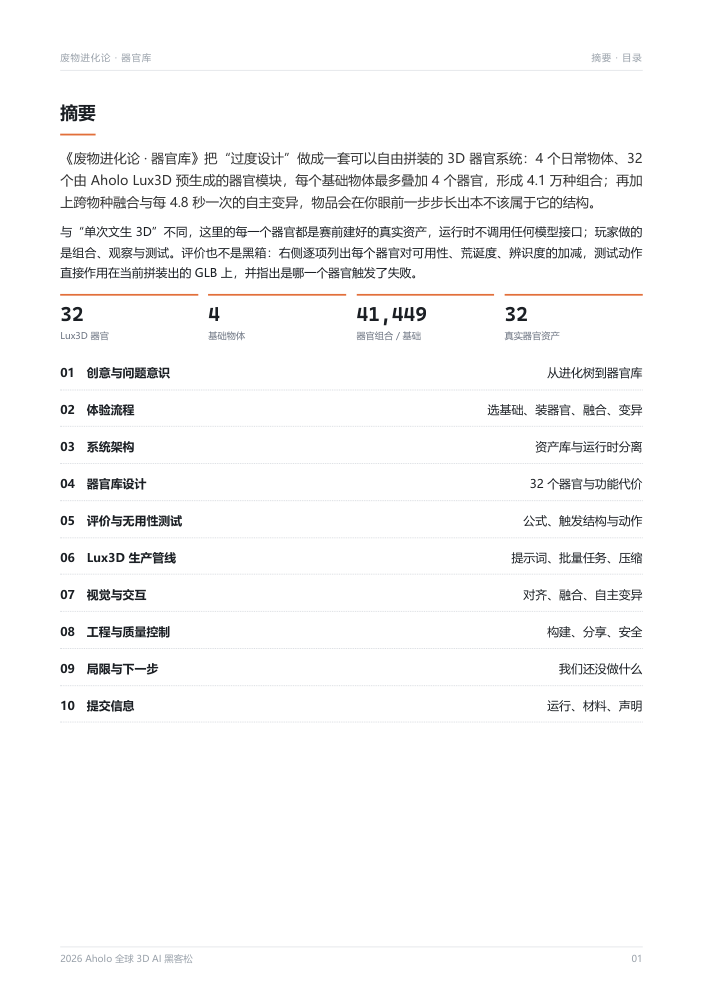 废物进化论 · 器官库
摘要 · 目录
摘要
《废物进化论 · 器官库》把“过度设计”做成一套可以自由拼装的 3D 器官系统：4 个日常物体、32
个由 Aholo Lux3D 预生成的器官模块，每个基础物体最多叠加 4 个器官，形成 4.1 万种组合；再加
上跨物种融合与每 4.8 秒一次的自主变异，物品会在你眼前一步步长出本不该属于它的结构。
与“单次文生 3D”不同，这里的每一个器官都是赛前建好的真实资产，运行时不调用任何模型接口；玩家做的
是组合、观察与测试。评价也不是黑箱：右侧逐项列出每个器官对可用性、荒诞度、辨识度的加减，测试动作
直接作用在当前拼装出的 GLB 上，并指出是哪一个器官触发了失败。
32
Lux3D 器官
4
基础物体
41,449
器官组合 / 基础
32
真实器官资产
01 创意与问题意识 从进化树到器官库
02 体验流程 选基础、装器官、融合、变异
03 系统架构 资产库与运行时分离
04 器官库设计 32 个器官与功能代价
05 评价与无用性测试 公式、触发结构与动作
06 Lux3D 生产管线 提示词、批量任务、压缩
07 视觉与交互 对齐、融合、自主变异
08 工程与质量控制 构建、分享、安全
09 局限与下一步 我们还没做什么
10 提交信息 运行、材料、声明
2026 Aholo 全球 3D AI 黑客松
01